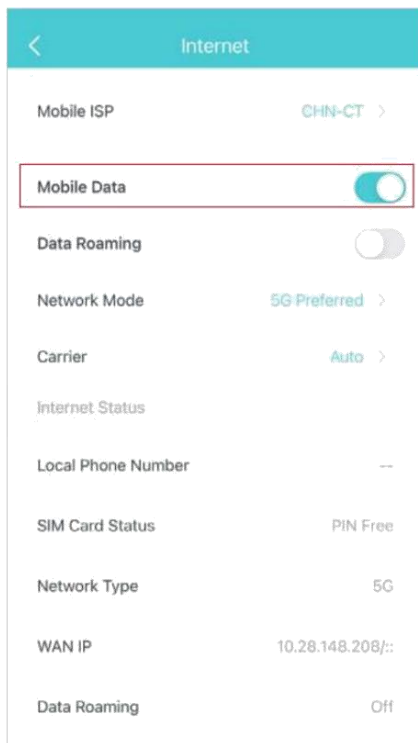 Internet
Mobile ISP CHN-CT
Mobile Data
Data Roaming
Network Mode 5G Preferred
Carrier Auto
Internet Status
Local Phone Number --
SIM Card Status PIN Free
Network Type 5G
WAN IP 10.28.148.208/::
Data Roaming Off